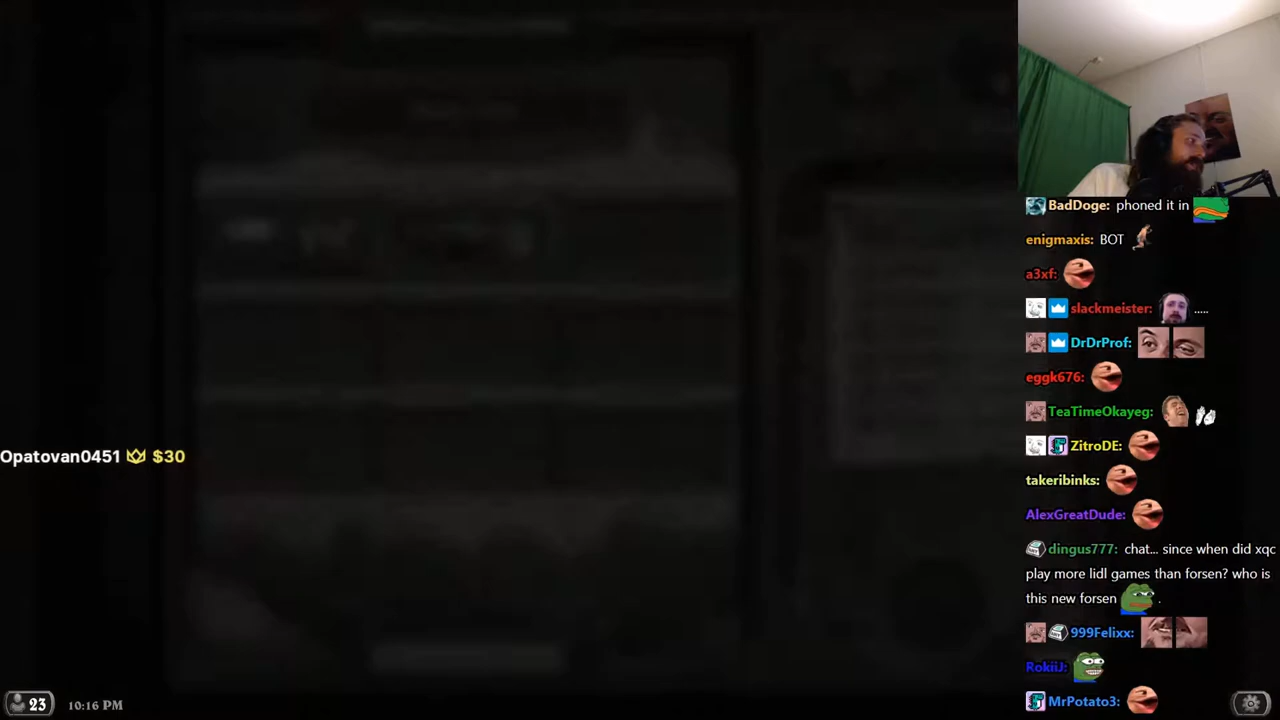 BadDoge: phoned it in
enigmaxis: BOT
a3xf:
slackmeister: .....
DrDrProf:
eggk676:
TeaTimeOkayeg:
Opatovan0451 $30
ZitroDE:
takeribinks:
AlexGreatDude:
dingus777: chat... since when did xqc
play more lidl games than forsen? who is
this new forsen .
999Felixx:
RokiiJ:
MrPotato3:
23 10:16 PM